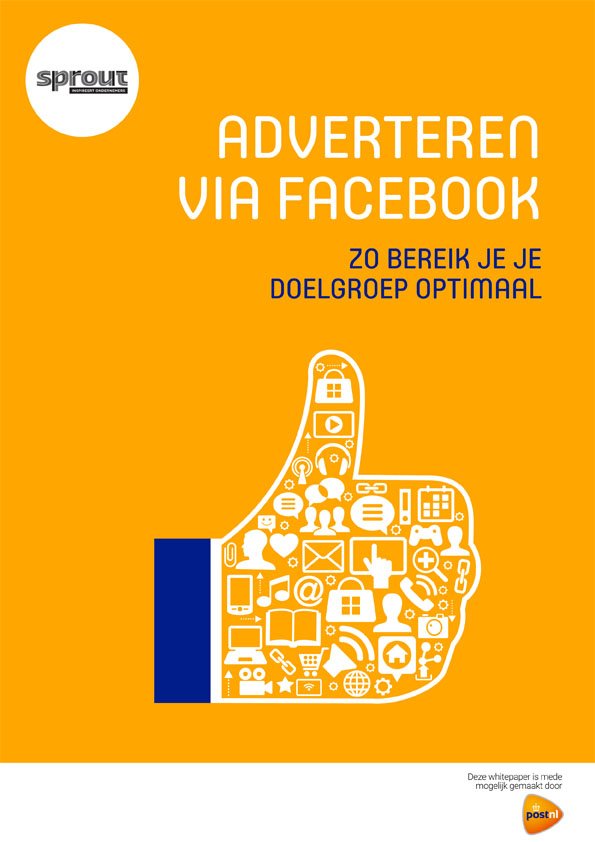 sprout
INSPIREERT ONDERNEMERS
ADVERTEREN
VIA FACEBOOK
ZO BEREIK JE JE
DOELGROEP OPTIMAAL
@
Deze whitepaper is mede
mogelijk gemaakt door
postnl